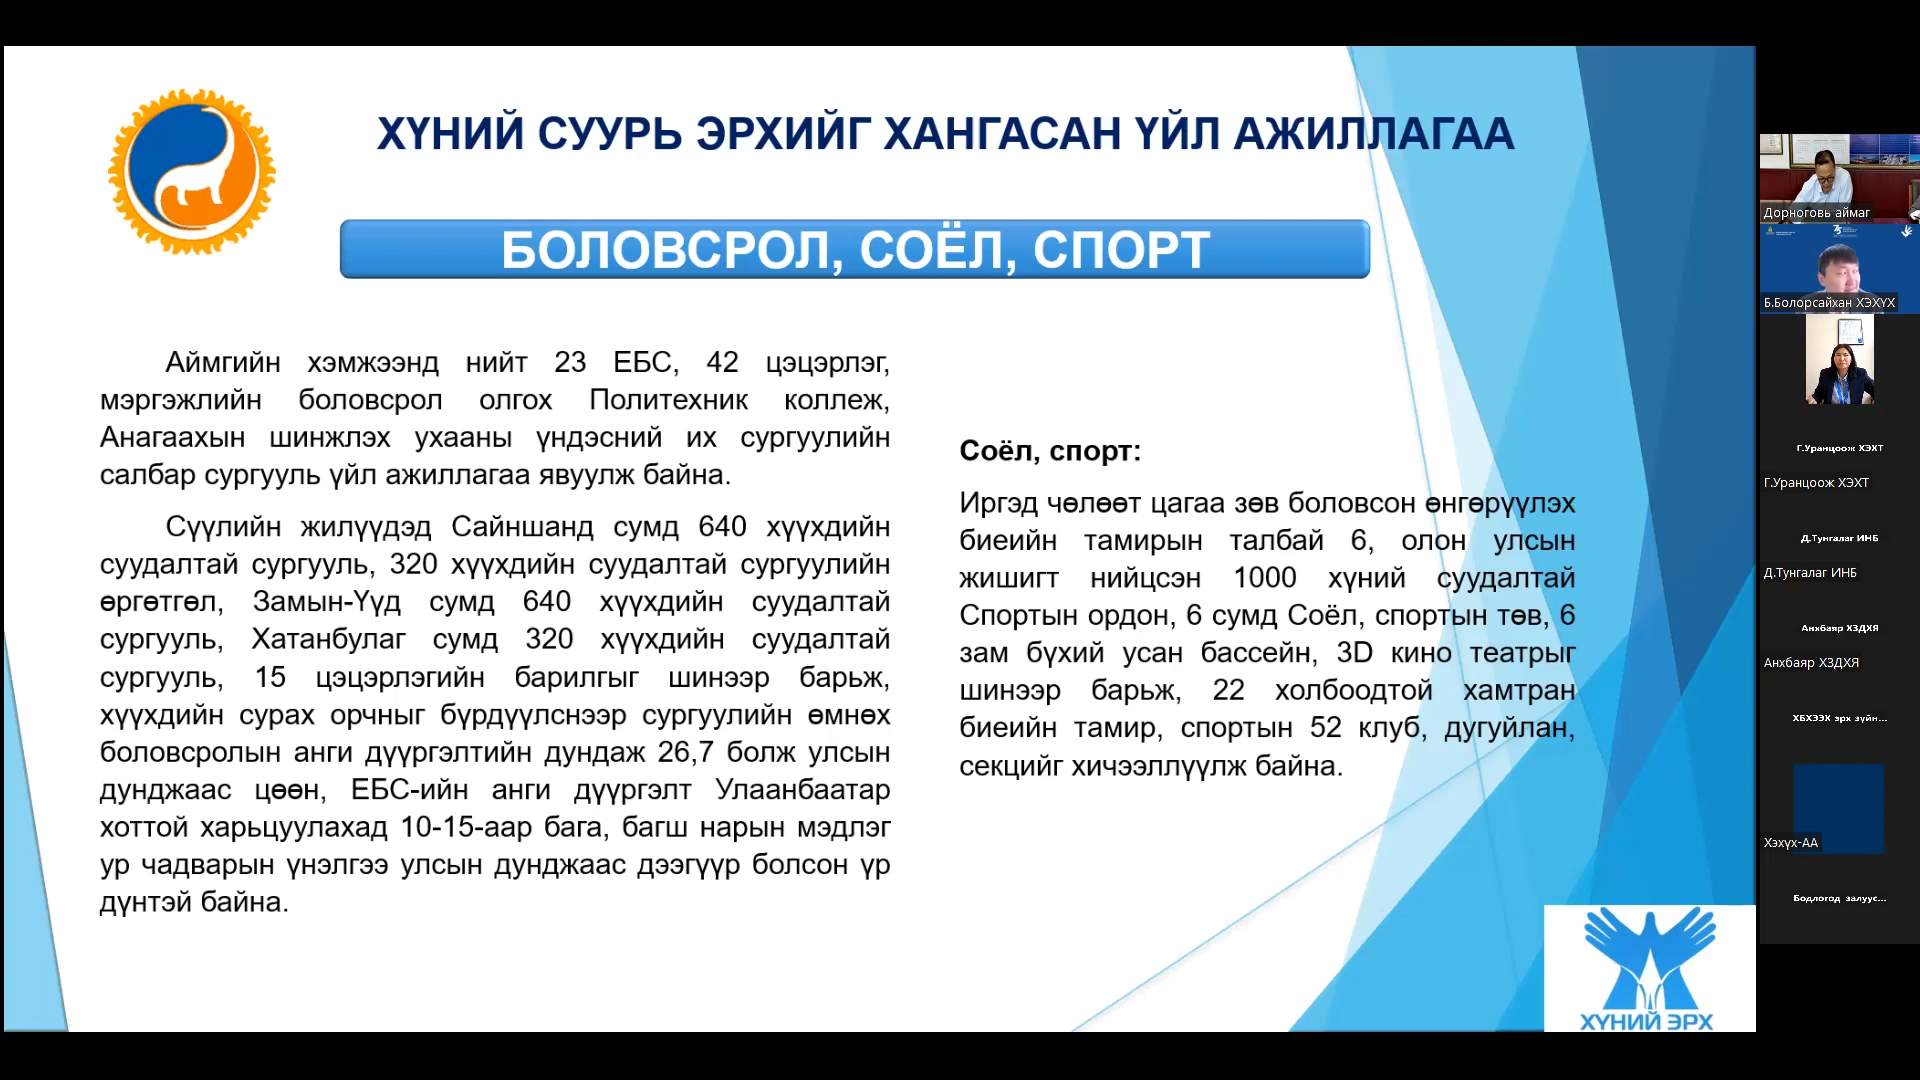 ХҮНИЙ СУУРЬ ЭРХИЙГ ХАНГАСАН ҮЙЛ АЖИЛЛАГАА
БОЛОВСРОЛ, СОЁЛ, СПОРТ
Аймгийн хэмжээнд нийт 23 ЕБС, 42 цэцэрлэг,
мэргэжлийн боловсрол олгох Политехник коллеж,
Анагаахын шинжлэх ухааны үндэсний их сургуулийн
салбар сургууль үйл ажиллагаа явуулж байна.
Сүүлийн жилүүдэд Сайншанд сумд 640 хүүхдийн
суудалтай сургууль, 320 хүүхдийн суудалтай сургуулийн
өргөтгөл, Замын-Үүд сумд 640 хүүхдийн суудалтай
сургууль, Хатанбулаг сумд 320 хүүхдийн суудалтай
сургууль, 15 цэцэрлэгийн барилгыг шинээр барьж,
хүүхдийн сурах орчныг бүрдүүлснээр сургуулийн өмнөх
боловсролын анги дүүргэлтийн дундаж 26,7 болж улсын
дунджаас цөөн, ЕБС-ийн анги дүүргэлт Улаанбаатар
хоттой харьцуулахад 10-15-аар бага, багш нарын мэдлэг
ур чадварын үнэлгээ улсын дунджаас дээгүүр болсон үр
дүнтэй байна.
Соёл, спорт:
Иргэд чөлөөт цагаа зөв боловсон өнгөрүүлэх
биеийн тамирын талбай 6, олон улсын
жишигт нийцсэн 1000 хүний суудалтай
Спортын ордон, 6 сумд Соёл, спортын төв, 6
зам бүхий усан бассейн, 3D кино театрыг
шинээр барьж, 22 холбоодтой хамтран
биеийн тамир, спортын 52 клуб, дугуйлан,
секцийг хичээллүүлж байна.
ХҮНИЙ ЭРХ
Дорноговь аймаг
Б.Болорсайхан ХЭХҮХ
Г.Уранцоож ХЭХТ
Г.Уранцоож ХЭХТ
Д.Тунгалаг ИНБ
Д.Тунгалаг ИНБ
Анхбаяр ХЗДХЯ
Анхбаяр ХЗДХЯ
ХБХЭЭХ эрх зүйн...
Хэхүх-АА
Бодлогод залуус...